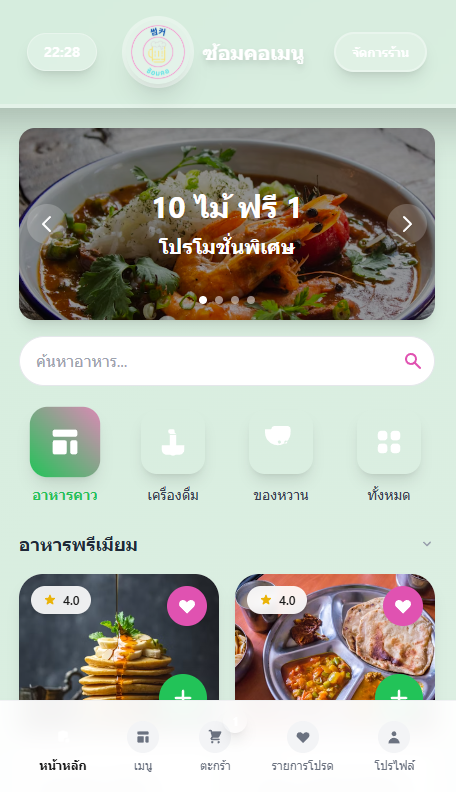 22:28
ซ้อมคอเมนู
จัดการร้าน
10 ไม้ ฟรี 1
โปรโมชั่นพิเศษ
ค้นหาอาหาร...
อาหารคาว
เครื่องดื่ม
ของหวาน
ทั้งหมด
อาหารพรีเมียม
4.0
4.0
หน้าหลัก
เมนู
ตะกร้า
รายการโปรด
โปรไฟล์